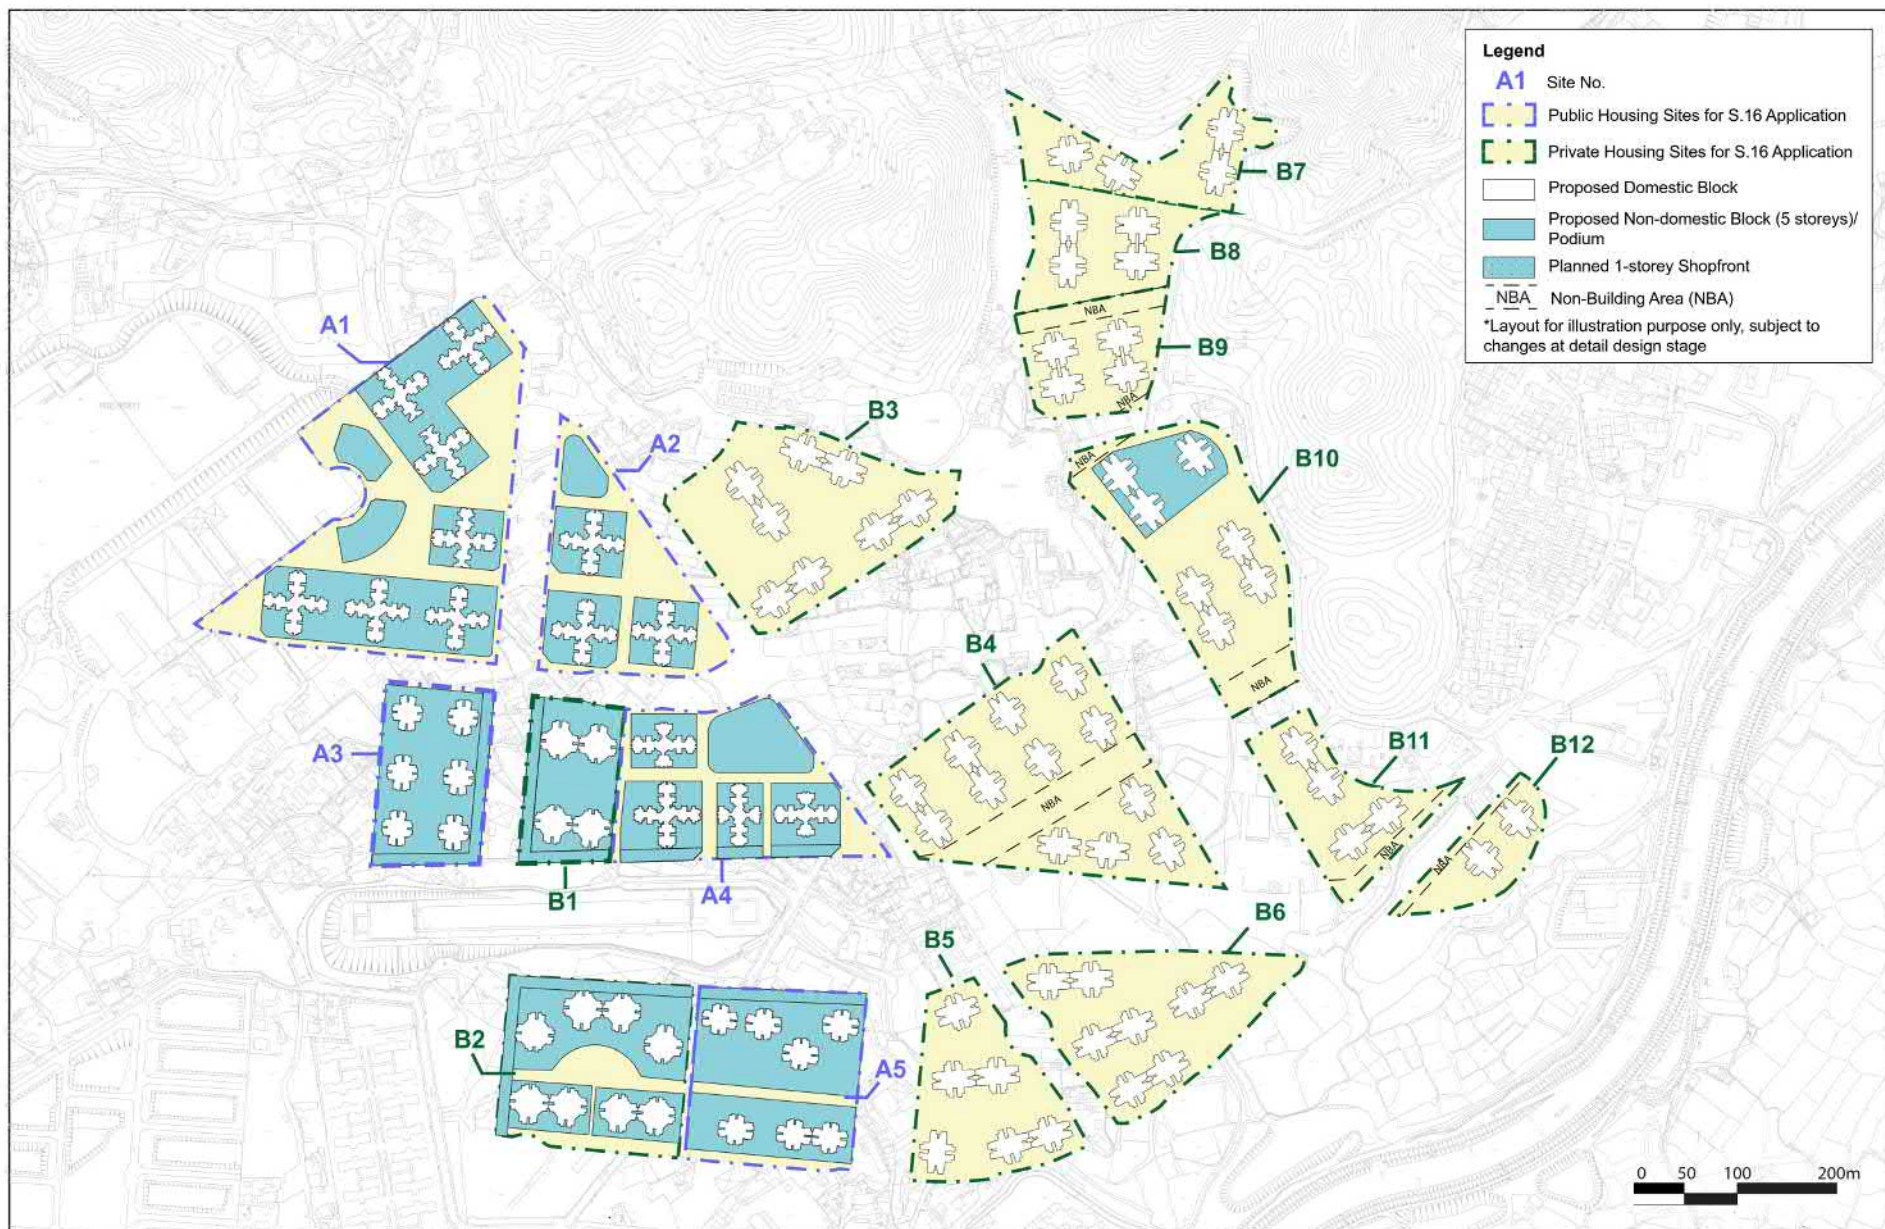 Legend
A1 Site No.
Public Housing Sites for S.16 Application
Private Housing Sites for S.16 Application
Proposed Domestic Block
Proposed Non-domestic Block (5 storeys)/
Podium
Planned 1-storey Shopfront
NBA Non-Building Area (NBA)
*Layout for illustration purpose only, subject to
changes at detail design stage
B7
B8
NBA
A1
B9
NBA
B3
A2
NBA
B10
B4
NBA
A3
B11
B12
NBA
NBA
NBA
B1
A4
B6
B5
B2
A5
0 50 100 200m